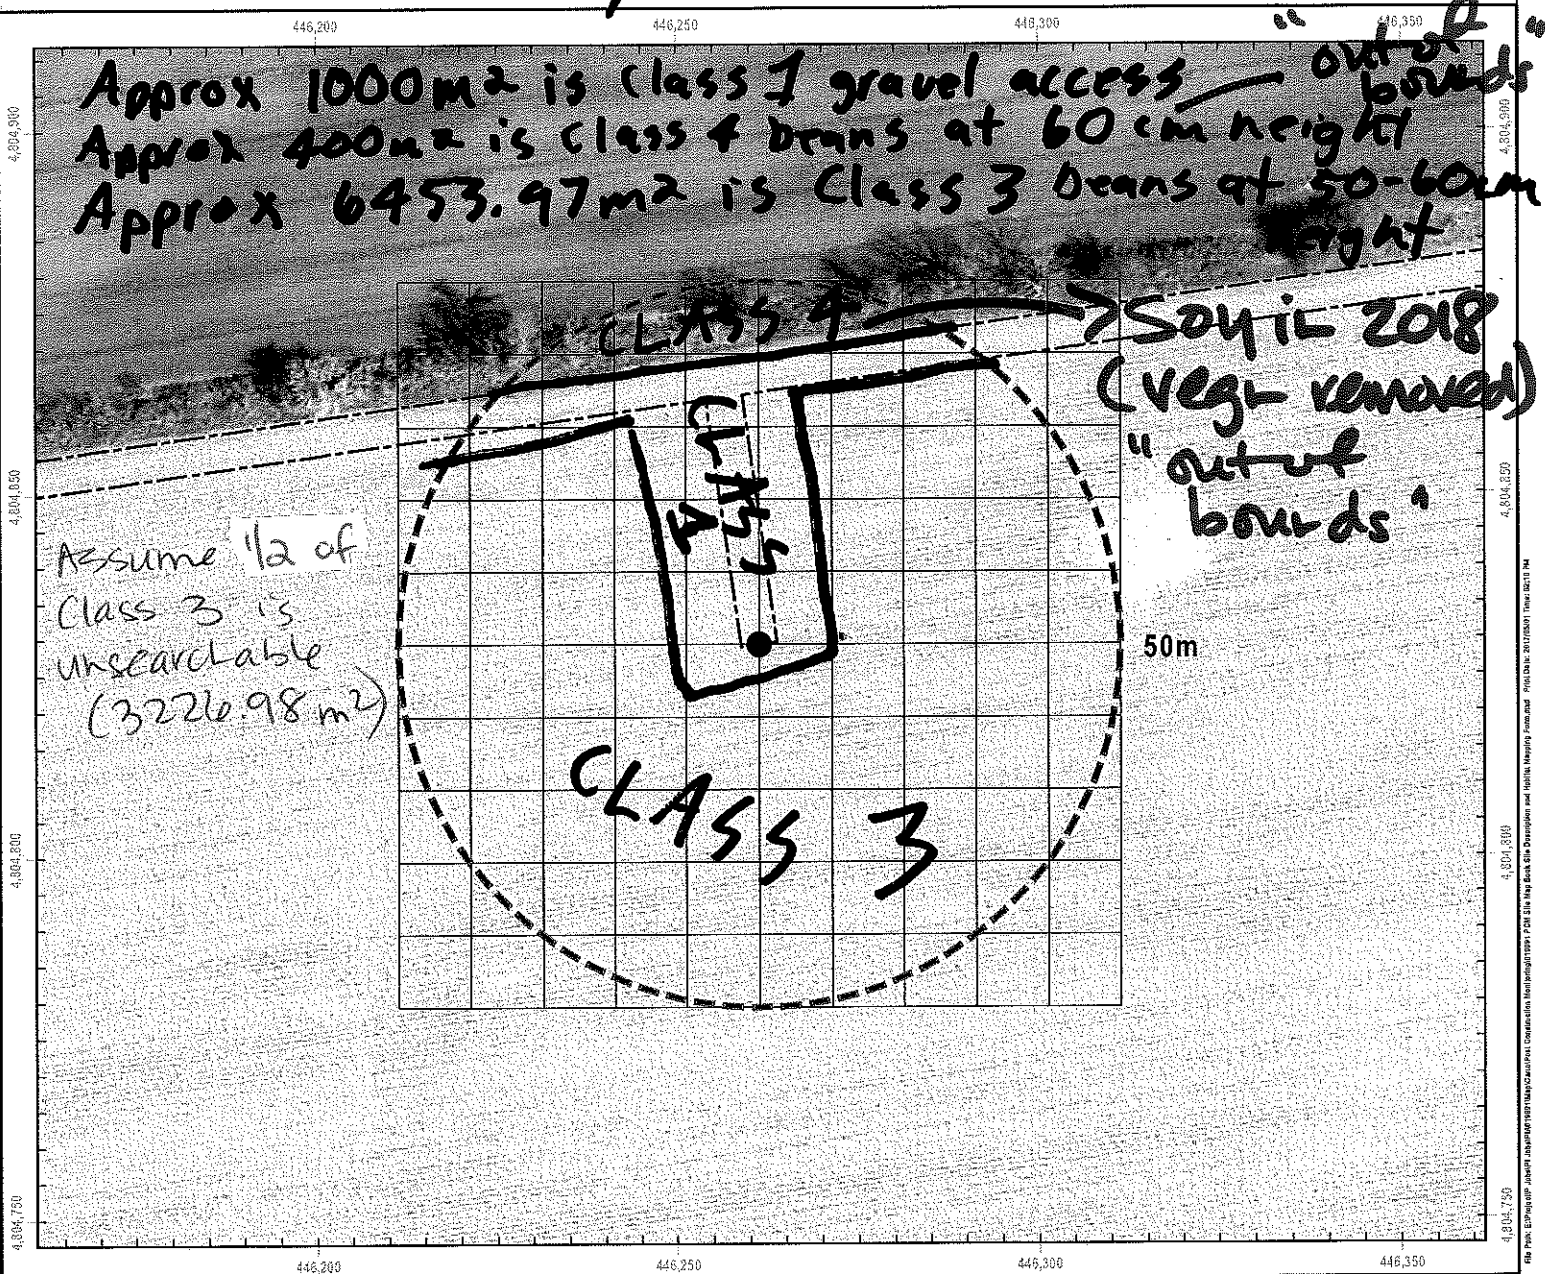 446,200 446,250 446,300 446,350
"out of bounds"
Approx 1000m² is Class 1 gravel access
Approx 400m² is Class 4 beans at 60cm height
Approx 6453.97m² is Class 3 beans at 50-60cm
height
4,804,900 4,804,900
CLASS 4
Soy in 2018
(veg removed)
"out of
bounds"
CLASS
1
4,804,850 4,804,850
Assume 1/2 of
Class 3 is
unsearchable
(3226.98 m²)
50m
CLASS 3
4,804,800 4,804,800
4,804,750 4,804,750
446,200 446,250 446,300 446,350